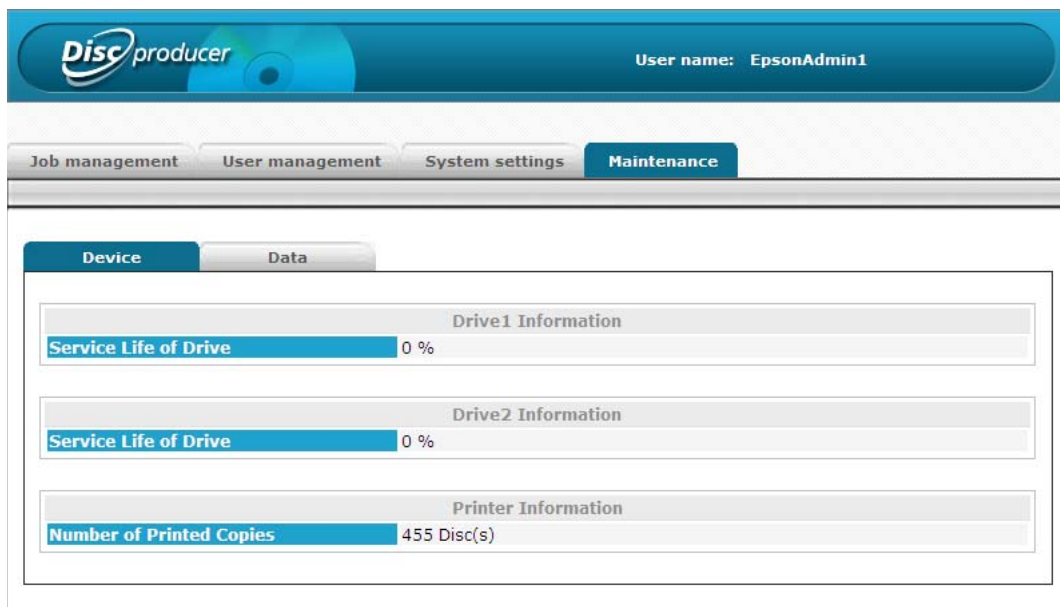 Disc producer
User name: EpsonAdmin1
Job management User management System settings Maintenance
Device Data
Drive1 Information
Service Life of Drive 0 %
Drive2 Information
Service Life of Drive 0 %
Printer Information
Number of Printed Copies 455 Disc(s)